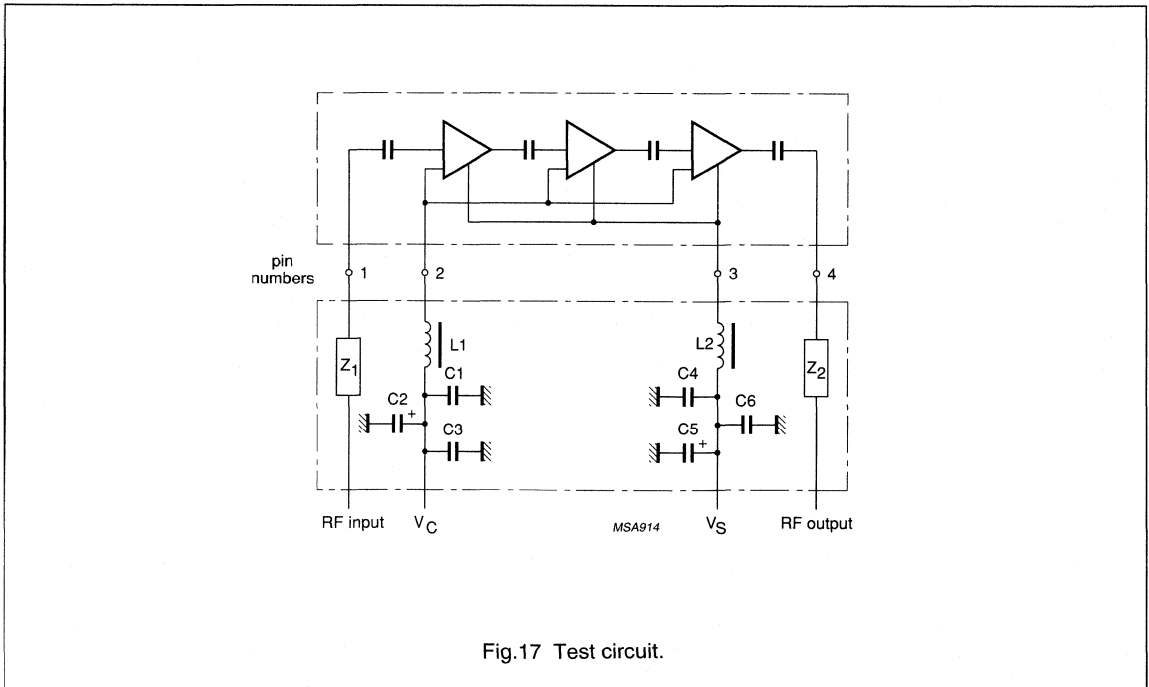 pin
numbers
1
2
3
4
Z1
L1
L2
Z2
C1
C4
C2
+
C6
C3
C5
+
RF input
VC
MSA914
VS
RF output
Fig.17 Test circuit.